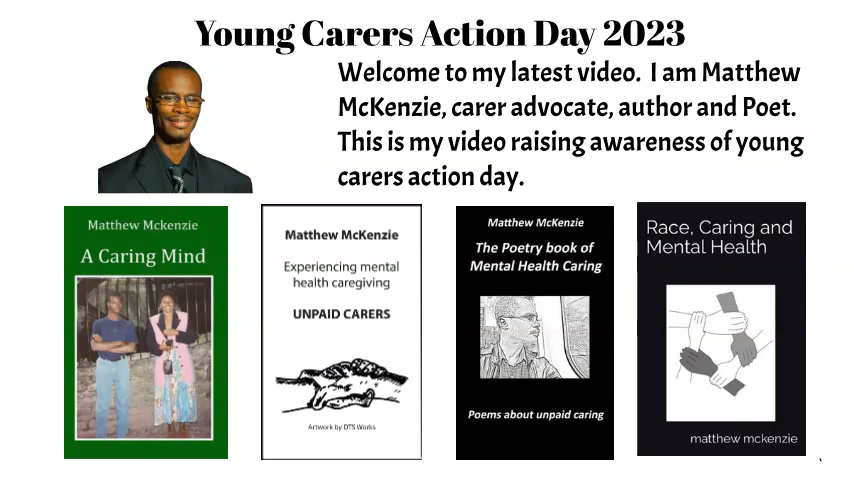 Young Carers Action Day 2023
Welcome to my latest video. I am Matthew
McKenzie, carer advocate, author and Poet.
This is my video raising awareness of young
carers action day.
Matthew Mckenzie
A Caring Mind
Matthew McKenzie
Experiencing mental
health caregiving
UNPAID CARERS
Artwork by DTS Works
Matthew McKenzie
The Poetry book of
Mental Health Caring
Poems about unpaid caring
Race, Caring and
Mental Health
matthew mckenzie